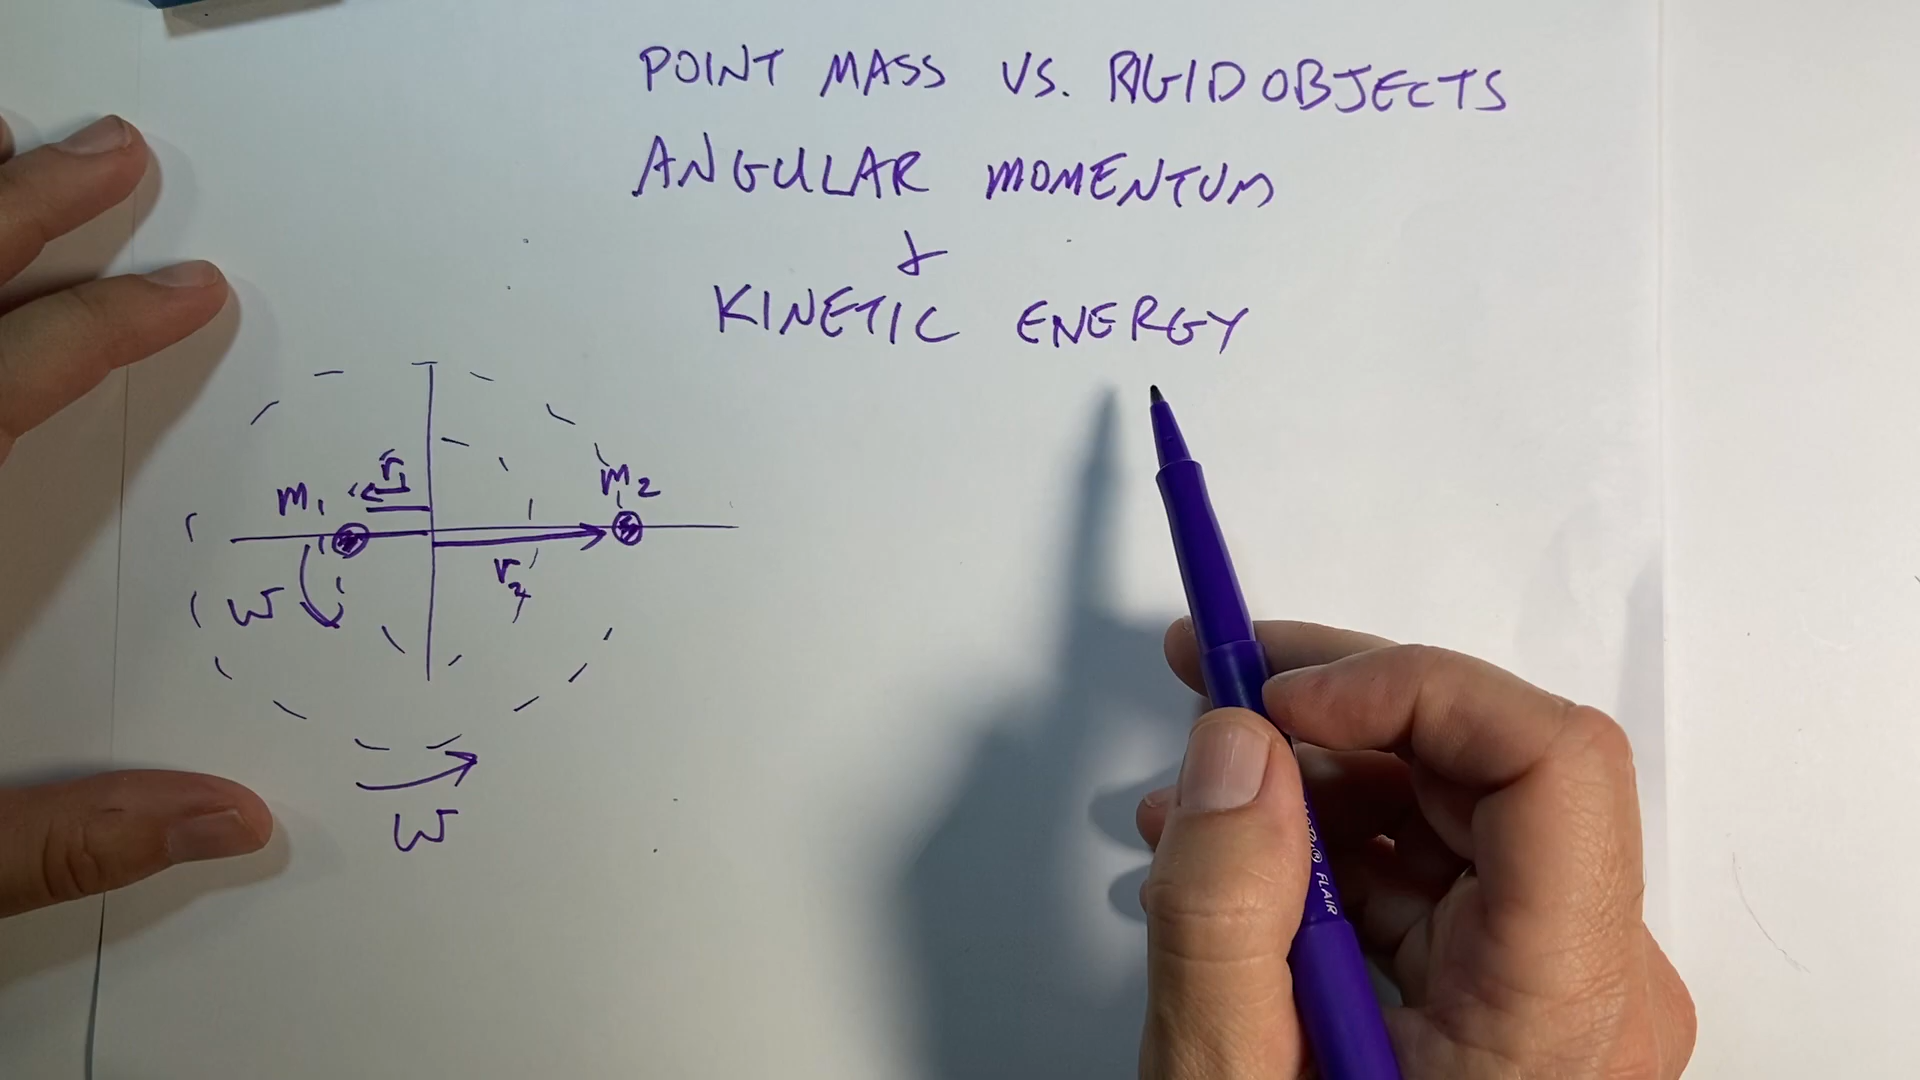 POINT MASS VS. RIGID OBJECTS
ANGULAR MOMENTUM
&
KINETIC ENERGY
r1
m1
m2
r2
w
w
FLAIR